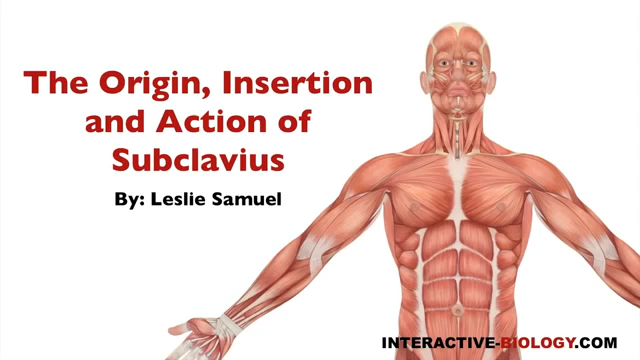 The Origin, Insertion
and Action of
Subclavius
By: Leslie Samuel
INTERACTIVE-BIOLOGY.COM